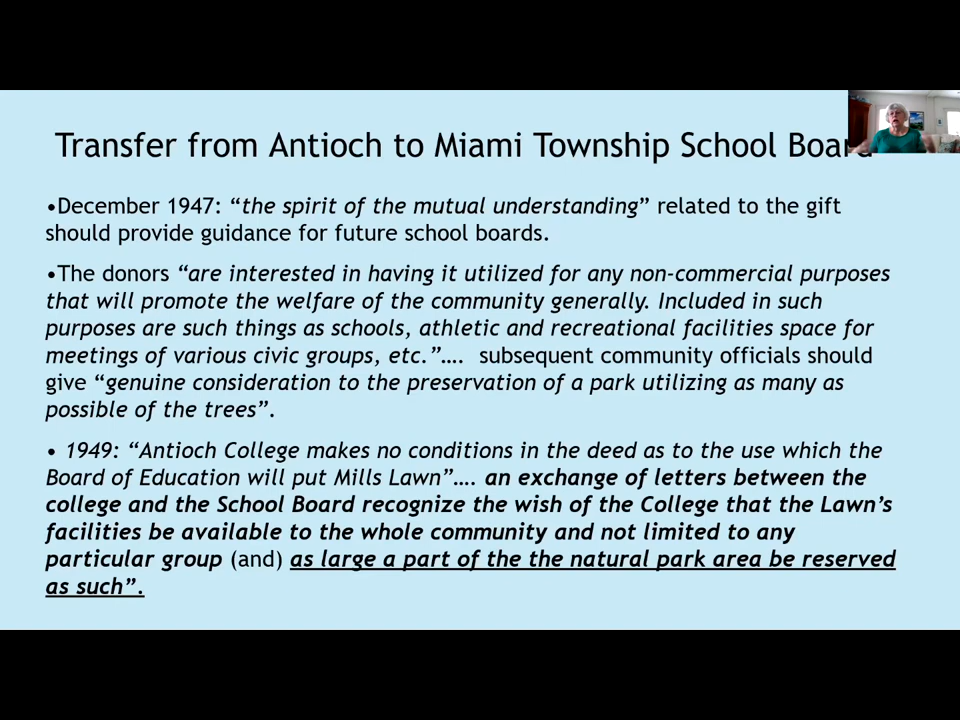 Transfer from Antioch to Miami Township School Board
•December 1947: “the spirit of the mutual understanding” related to the gift
should provide guidance for future school boards.
•The donors “are interested in having it utilized for any non-commercial purposes
that will promote the welfare of the community generally. Included in such
purposes are such things as schools, athletic and recreational facilities space for
meetings of various civic groups, etc.”…. subsequent community officials should
give “genuine consideration to the preservation of a park utilizing as many as
possible of the trees”.
• 1949: “Antioch College makes no conditions in the deed as to the use which the
Board of Education will put Mills Lawn”…. an exchange of letters between the
college and the School Board recognize the wish of the College that the Lawn’s
facilities be available to the whole community and not limited to any
particular group (and) as large a part of the the natural park area be reserved
as such”.